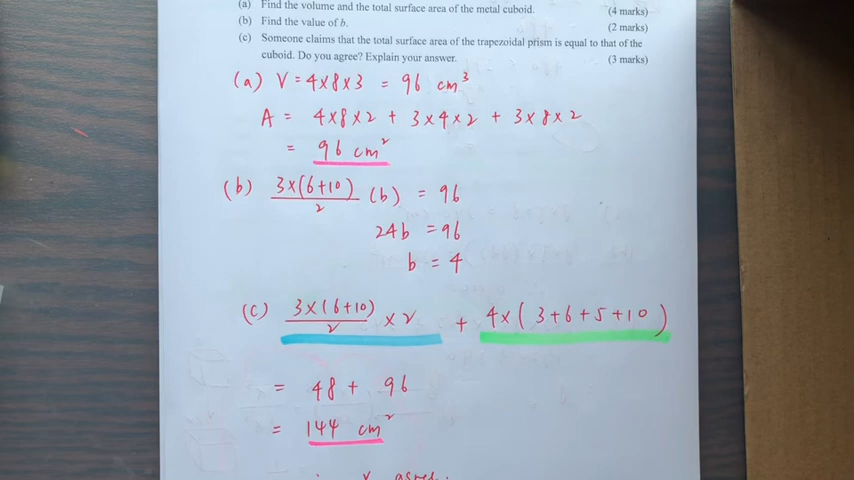 (a) Find the volume and the total surface area of the metal cuboid. (4 marks)
(b) Find the value of b. (2 marks)
(c) Someone claims that the total surface area of the trapezoidal prism is equal to that of the
cuboid. Do you agree? Explain your answer. (3 marks)
(a) V = 4×8×3 = 96 cm³
A = 4×8×2 + 3×4×2 + 3×8×2
= 96 cm²
(b) 3×(6+10)/2 (b) = 96
24b = 96
b = 4
(c) 3×(6+10)/2 ×2 + 4×(3+6+5+10)
= 48 + 96
= 144 cm²